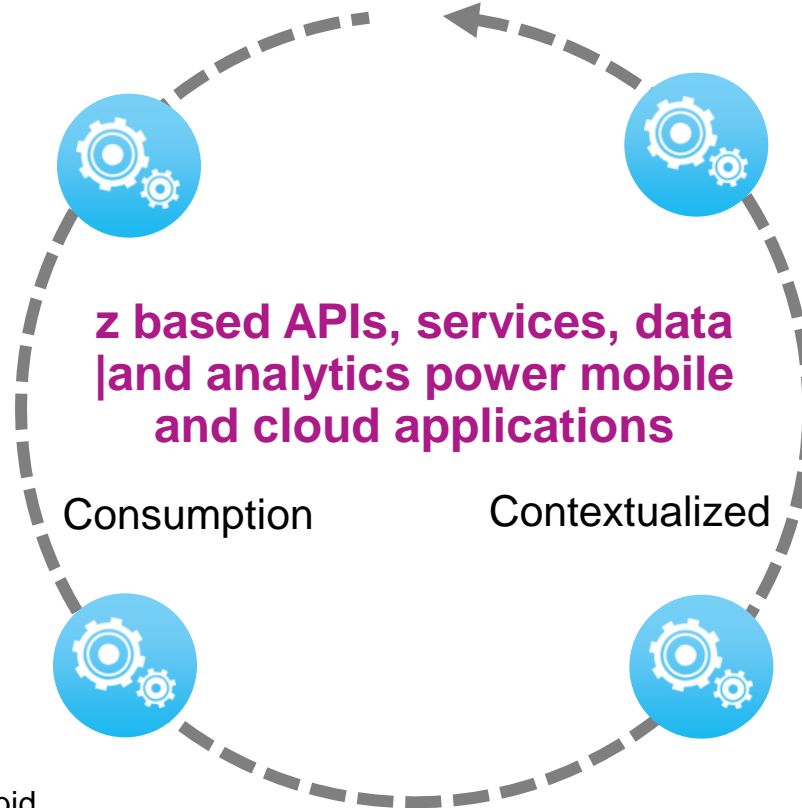 z based APIs, services, data
|and analytics power mobile
and cloud applications
Consumption
Contextualized